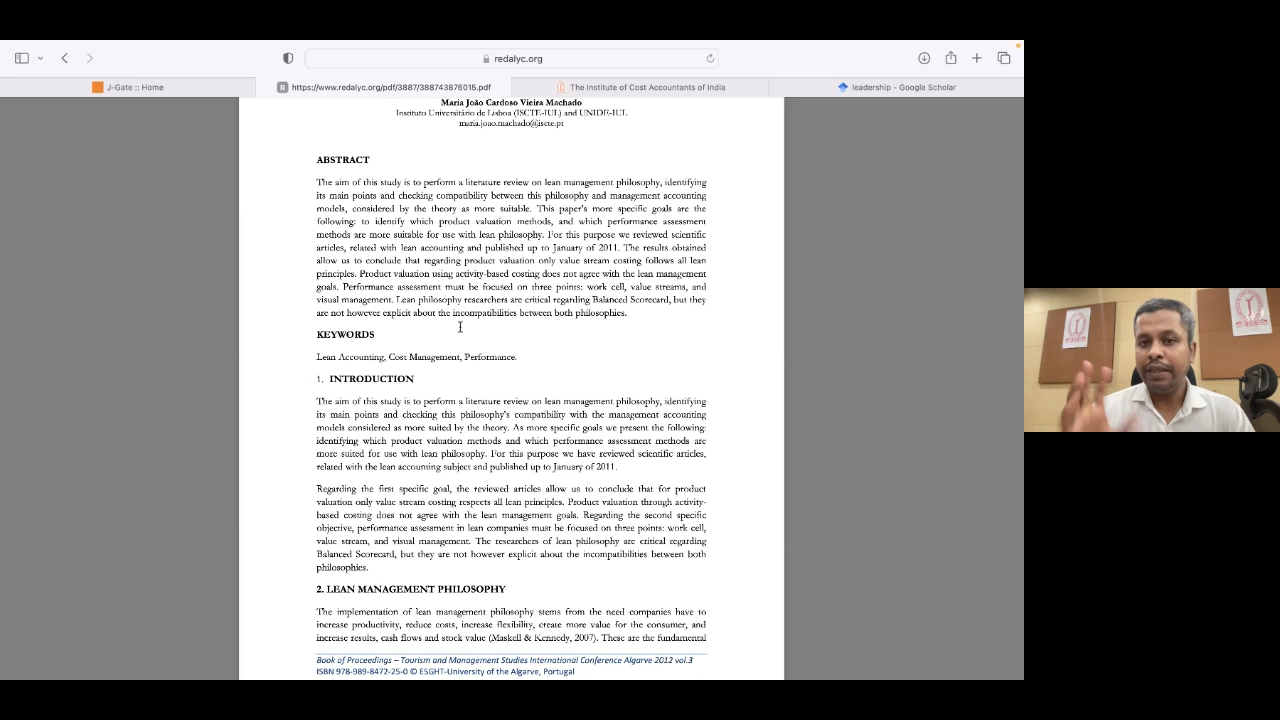 redalyc.org
J-Gate :: Home
https://www.redalyc.org/pdf/3887/388743876015.pdf
The Institute of Cost Accountants of India
leadership - Google Scholar
Maria João Cardoso Vieira Machado
Instituto Universitário de Lisboa (ISCTE-IUL) and UNIDE-IUL
maria.joao.machado@iscte.pt
ABSTRACT
The aim of this study is to perform a literature review on lean management philosophy, identifying
its main points and checking compatibility between this philosophy and management accounting
models, considered by the theory as more suitable. This paper's more specific goals are the
following: to identify which product valuation methods, and which performance assessment
methods are more suitable for use with lean philosophy. For this purpose we reviewed scientific
articles, related with lean accounting and published up to January of 2011. The results obtained
allow us to conclude that regarding product valuation only value stream costing follows all lean
principles. Product valuation using activity-based costing does not agree with the lean management
goals. Performance assessment must be focused on three points: work cell, value streams, and
visual management. Lean philosophy researchers are critical regarding Balanced Scorecard, but they
are not however explicit about the incompatibilities between both philosophies.
KEYWORDS
Lean Accounting, Cost Management, Performance.
1. INTRODUCTION
The aim of this study is to perform a literature review on lean management philosophy, identifying
its main points and checking this philosophy's compatibility with the management accounting
models considered as more suited by the theory. As more specific goals we present the following:
identifying which product valuation methods and which performance assessment methods are
more suited for use with lean philosophy. For this purpose we have reviewed scientific articles,
related with the lean accounting subject and published up to January of 2011.
Regarding the first specific goal, the reviewed articles allow us to conclude that for product
valuation only value stream costing respects all lean principles. Product valuation through activity-
based costing does not agree with the lean management goals. Regarding the second specific
objective, performance assessment in lean companies must be focused on three points: work cell,
value stream, and visual management. The researchers of lean philosophy are critical regarding
Balanced Scorecard, but they are not however explicit about the incompatibilities between both
philosophies.
2. LEAN MANAGEMENT PHILOSOPHY
The implementation of lean management philosophy stems from the need companies have to
increase productivity, reduce costs, increase flexibility, create more value for the consumer, and
increase results, cash flows and stock value (Maskell & Kennedy, 2007). These are the fundamental
Book of Proceedings – Tourism and Management Studies International Conference Algarve 2012 vol.3
ISBN 978-989-8472-25-0 © ESGHT-University of the Algarve, Portugal